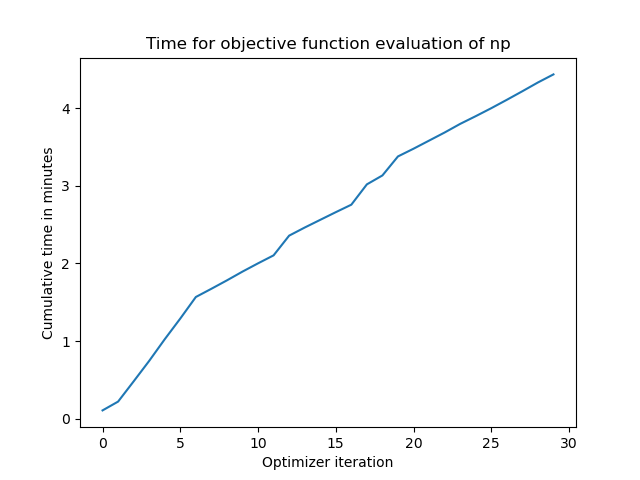 Time for objective function evaluation of np
Cumulative time in minutes
4
3
2
1
0
0 5 10 15 20 25 30
Optimizer iteration